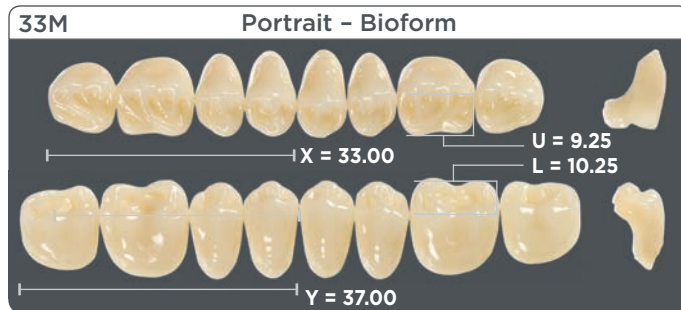 33M
Portrait – Bioform
U = 9.25
X = 33.00
L = 10.25
Y = 37.00